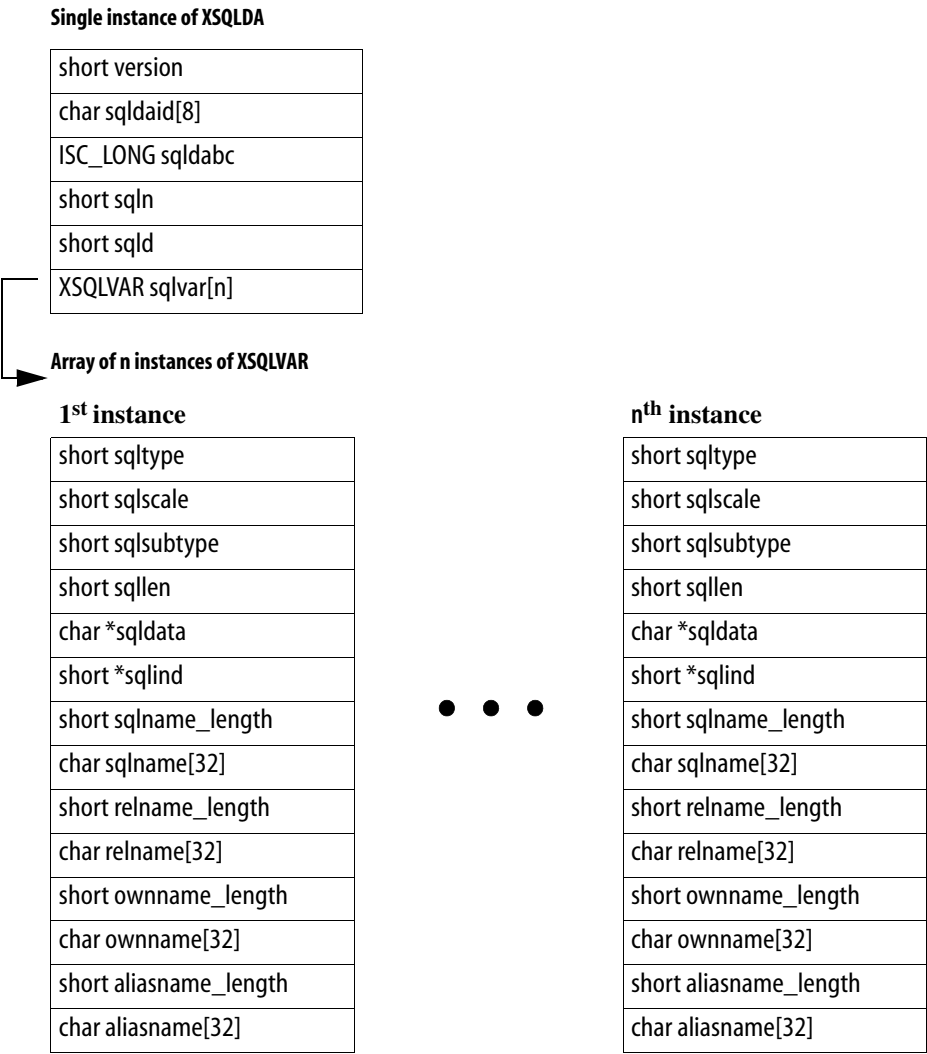 Single instance of XSQLDA
short version
char sqldaid[8]
ISC_LONG sqldabc
short sqln
short sqld
XSQLVAR sqlvar[n]
Array of n instances of XSQLVAR
1st instance
short sqltype
short sqlscale
short sqlsubtype
short sqllen
char *sqldata
short *sqlind
short sqlname_length
char sqlname[32]
short relname_length
char relname[32]
short ownname_length
char ownname[32]
short aliasname_length
char aliasname[32]
nth instance
short sqltype
short sqlscale
short sqlsubtype
short sqllen
char *sqldata
short *sqlind
short sqlname_length
char sqlname[32]
short relname_length
char relname[32]
short ownname_length
char ownname[32]
short aliasname_length
char aliasname[32]